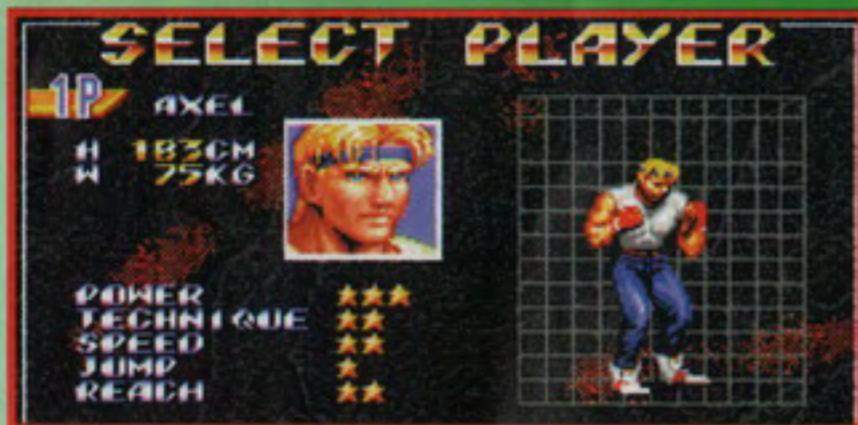 SELECT PLAYER
1P AXEL
H 183CM
W 75KG
POWER ★★★
TECHNIQUE ★★
SPEED ★★
JUMP ★
REACH ★★